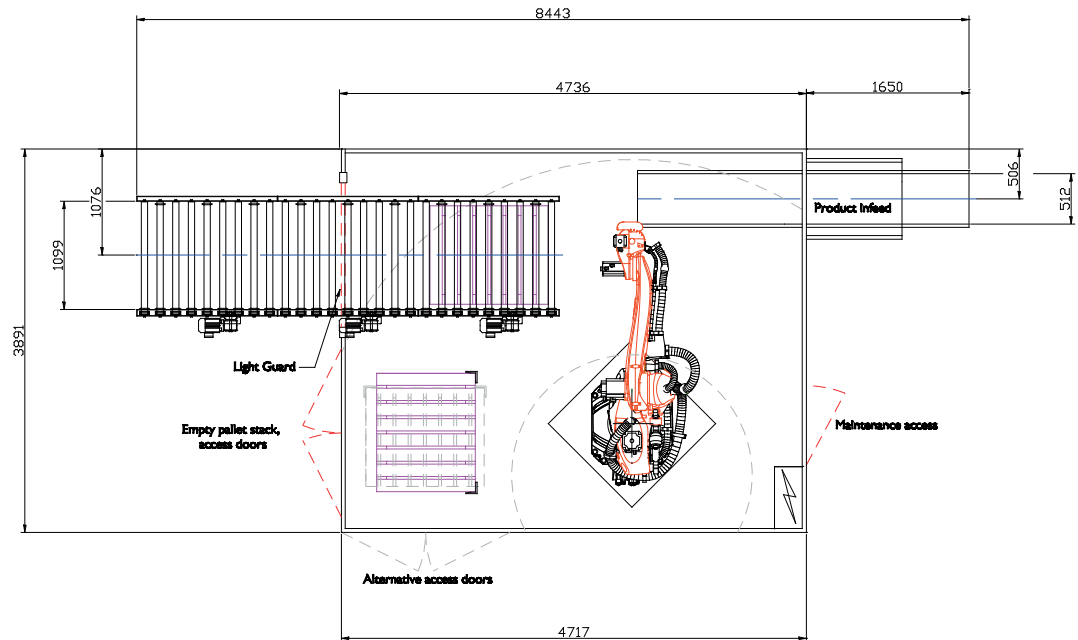 8443
4736
1650
1076
506
512
Product Infeed
1099
3891
Light Guard
Empty pallet stack,
access doors
Maintenance access
Alternative access doors
4717